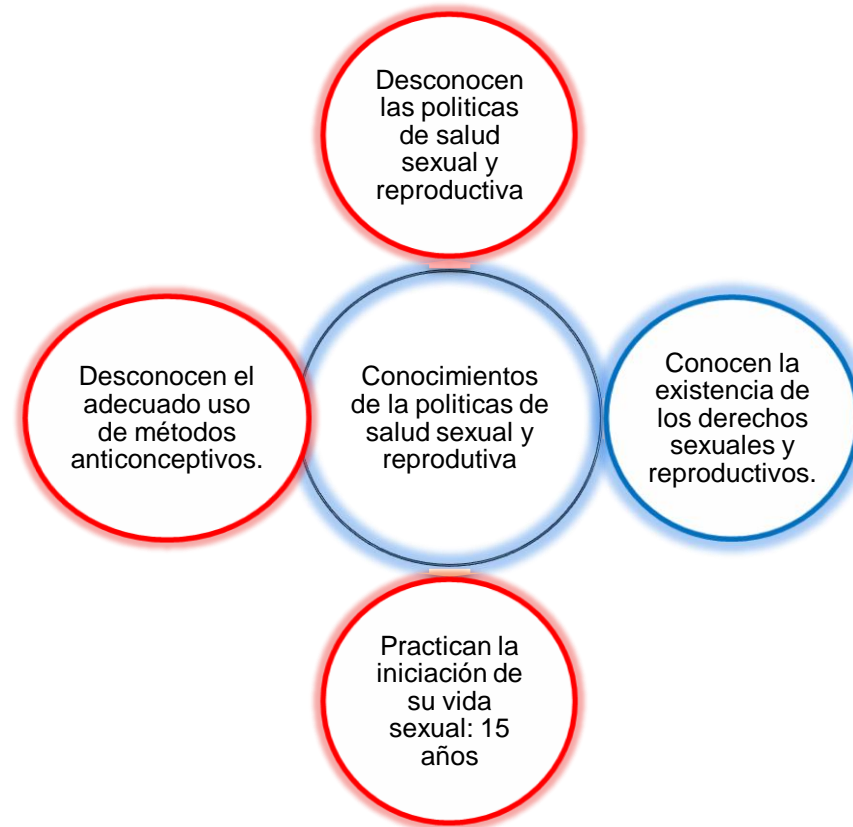 Desconocen
las politicas
de salud
sexual y
reproductiva
Desconocen el
adecuado uso
de métodos
anticonceptivos.
Conocimientos
de la politicas de
salud sexual y
reprodutiva
Conocen la
existencia de
los derechos
sexuales y
reproductivos.
Practican la
iniciación de
su vida
sexual: 15
años